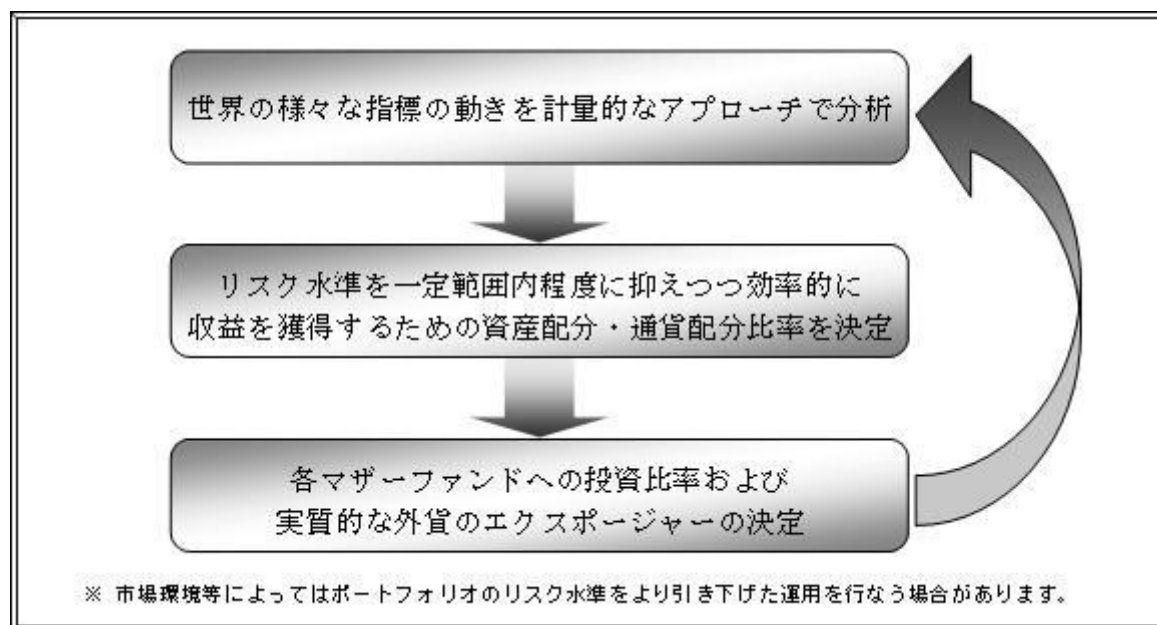 世界の様々な指標の動きを計量的なアプローチで分析
リスク水準を一定範囲内程度に抑えつつ効率的に
収益を獲得するための資産配分・通貨配分比率を決定
各マザーファンドへの投資比率および
実質的な外貨のエクスポージャーの決定
※ 市場環境等によってはポートフォリオのリスク水準をより引き下げた運用を行なう場合があります。